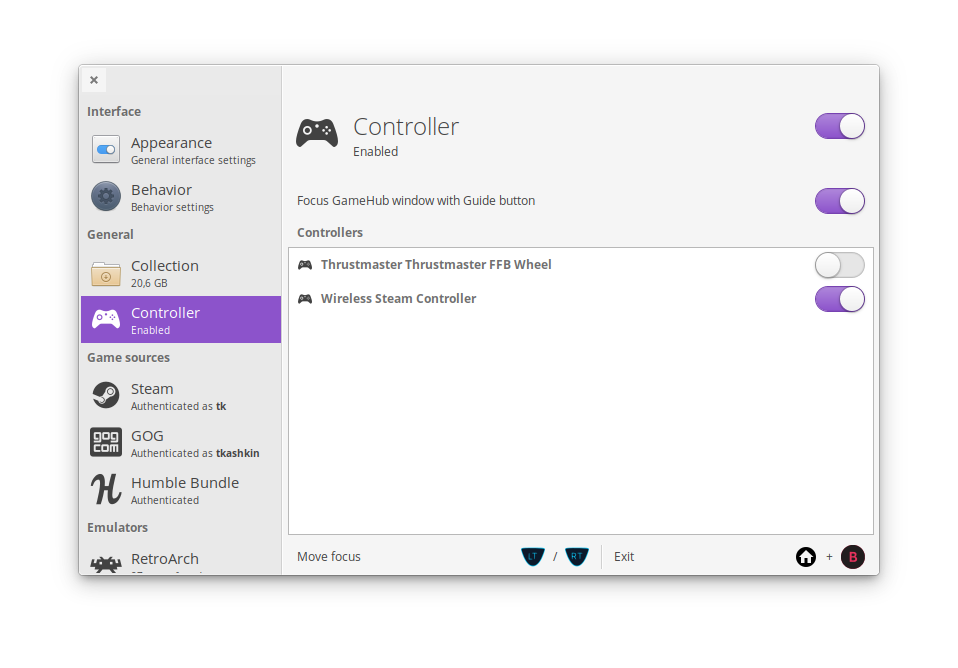 Interface
Appearance
General interface settings
Behavior
Behavior settings
General
Collection
20,6 GB
Controller
Enabled
Game sources
Steam
Authenticated as tk
GOG
Authenticated as tkashkin
Humble Bundle
Authenticated
Emulators
RetroArch
Controller
Enabled
Focus GameHub window with Guide button
Controllers
Thrustmaster Thrustmaster FFB Wheel
Wireless Steam Controller
Move focus LT / RT Exit + B
gog
com